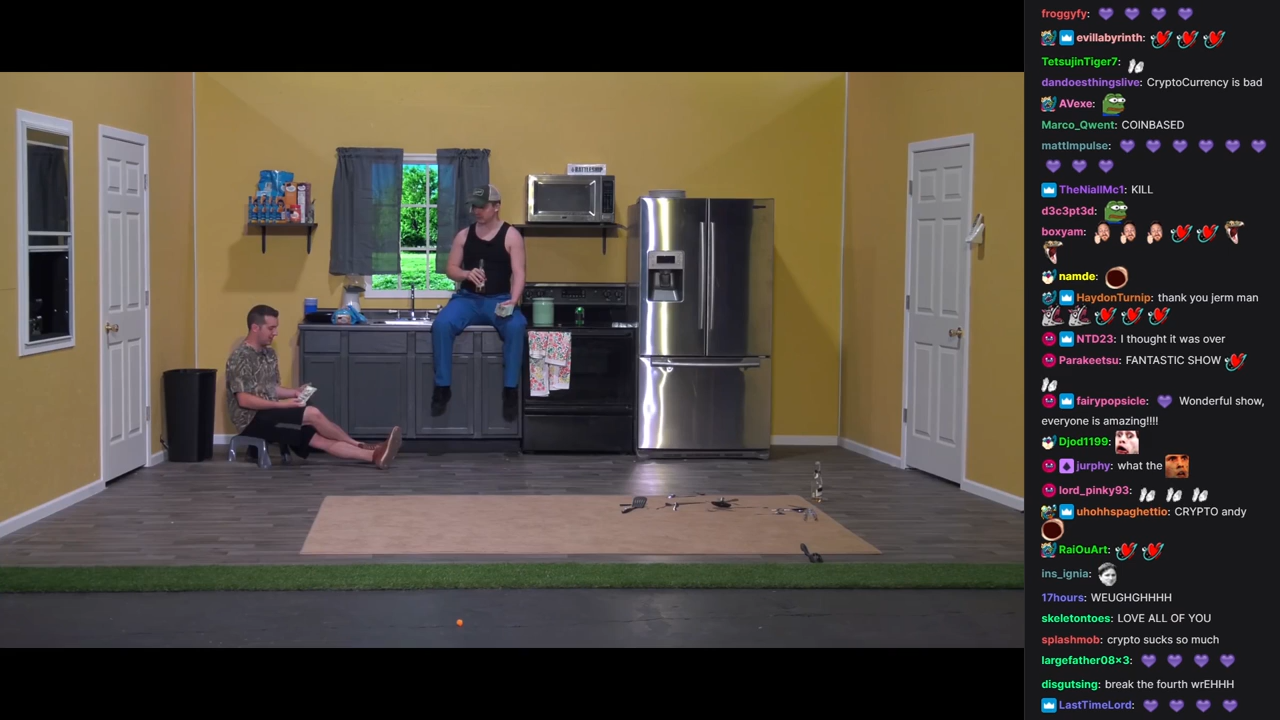 BATTLESHIP
froggyfy:
evillabyrinth:
TetsujinTiger7:
dandoesthingslive: CryptoCurrency is bad
AVexe:
Marco_Qwent: COINBASED
mattImpulse:
TheNiallMc1: KILL
d3c3pt3d:
boxyam:
namde:
HaydonTurnip: thank you jerm man
NTD23: I thought it was over
Parakeetsu: FANTASTIC SHOW
fairypopsicle: Wonderful show,
everyone is amazing!!!!
Djod1199:
jurphy: what the
lord_pinky93:
uhohhspaghettio: CRYPTO andy
RaiOuArt:
ins_ignia:
17hours: WEUGHGHHHH
skeletontoes: LOVE ALL OF YOU
splashmob: crypto sucks so much
largefather08x3:
disgutsing: break the fourth wrEHHH
LastTimeLord: